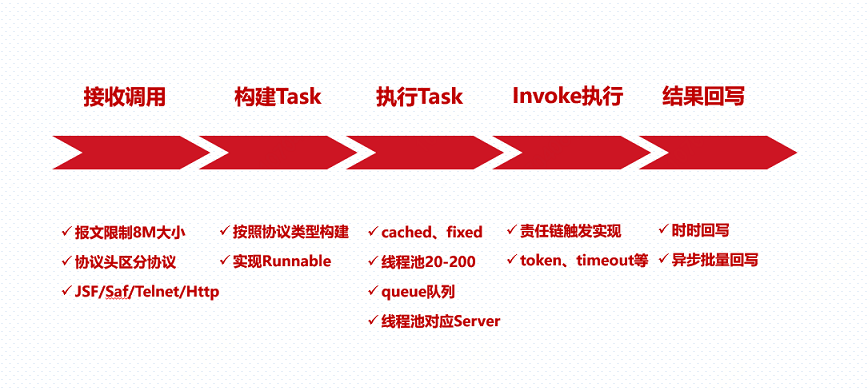 接收调用
构建Task
执行Task
Invoke执行
结果回写
报文限制8M大小
协议头区分协议
JSF/Saf/Telnet/Http
按照协议类型构建
实现Runnable
cached、fixed
线程池20-200
queue队列
线程池对应Server
责任链触发实现
token、timeout等
时时回写
异步批量回写